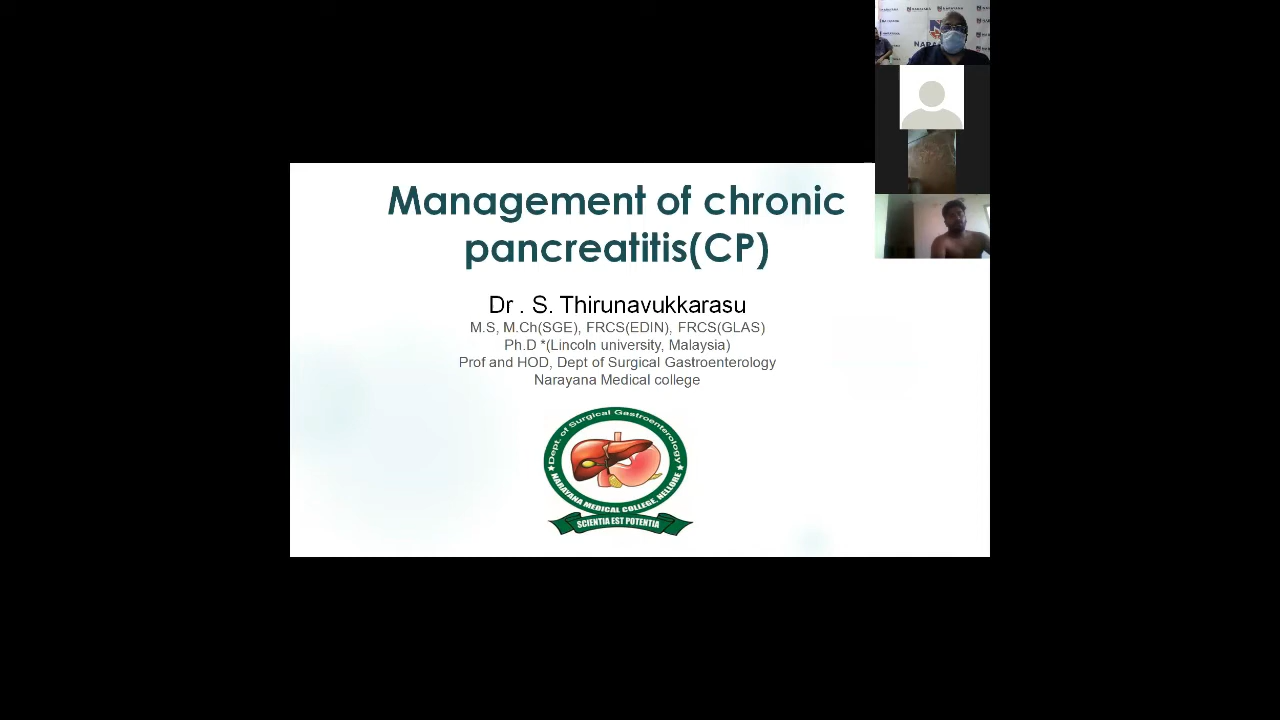 Management of chronic
pancreatitis(CP)
Dr . S. Thirunavukkarasu
M.S, M.Ch(SGE), FRCS(EDIN), FRCS(GLAS)
Ph.D *(Lincoln university, Malaysia)
Prof and HOD, Dept of Surgical Gastroenterology
Narayana Medical college
Dept. of Surgical Gastroenterology
NARAYANA MEDICAL COLLEGE, NELLORE
SCIENTIA EST POTENTIA